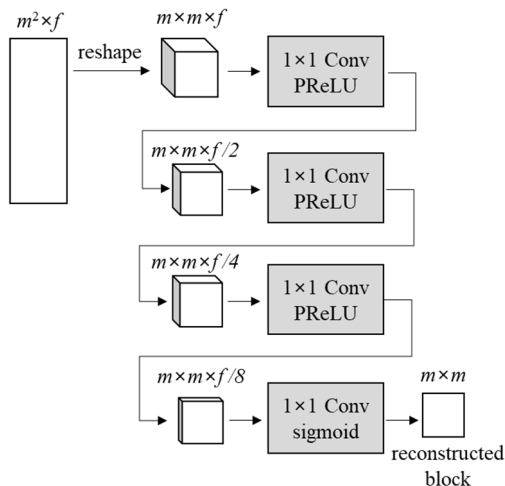 m²×f
m×m×f
reshape
1×1 Conv
PReLU
m×m×f/2
1×1 Conv
PReLU
m×m×f/4
1×1 Conv
PReLU
m×m×f/8
1×1 Conv
sigmoid
m×m
reconstructed
block